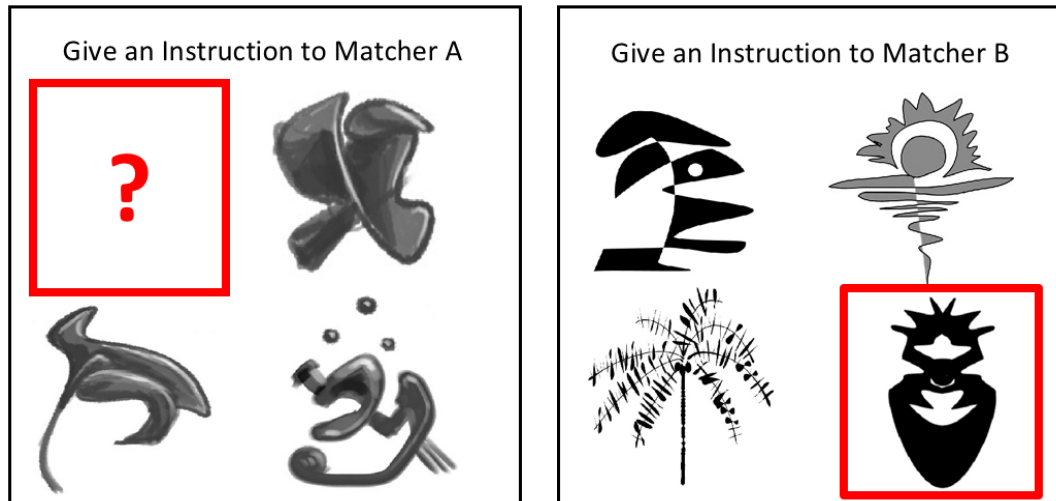 Give an Instruction to Matcher A
?
Give an Instruction to Matcher B